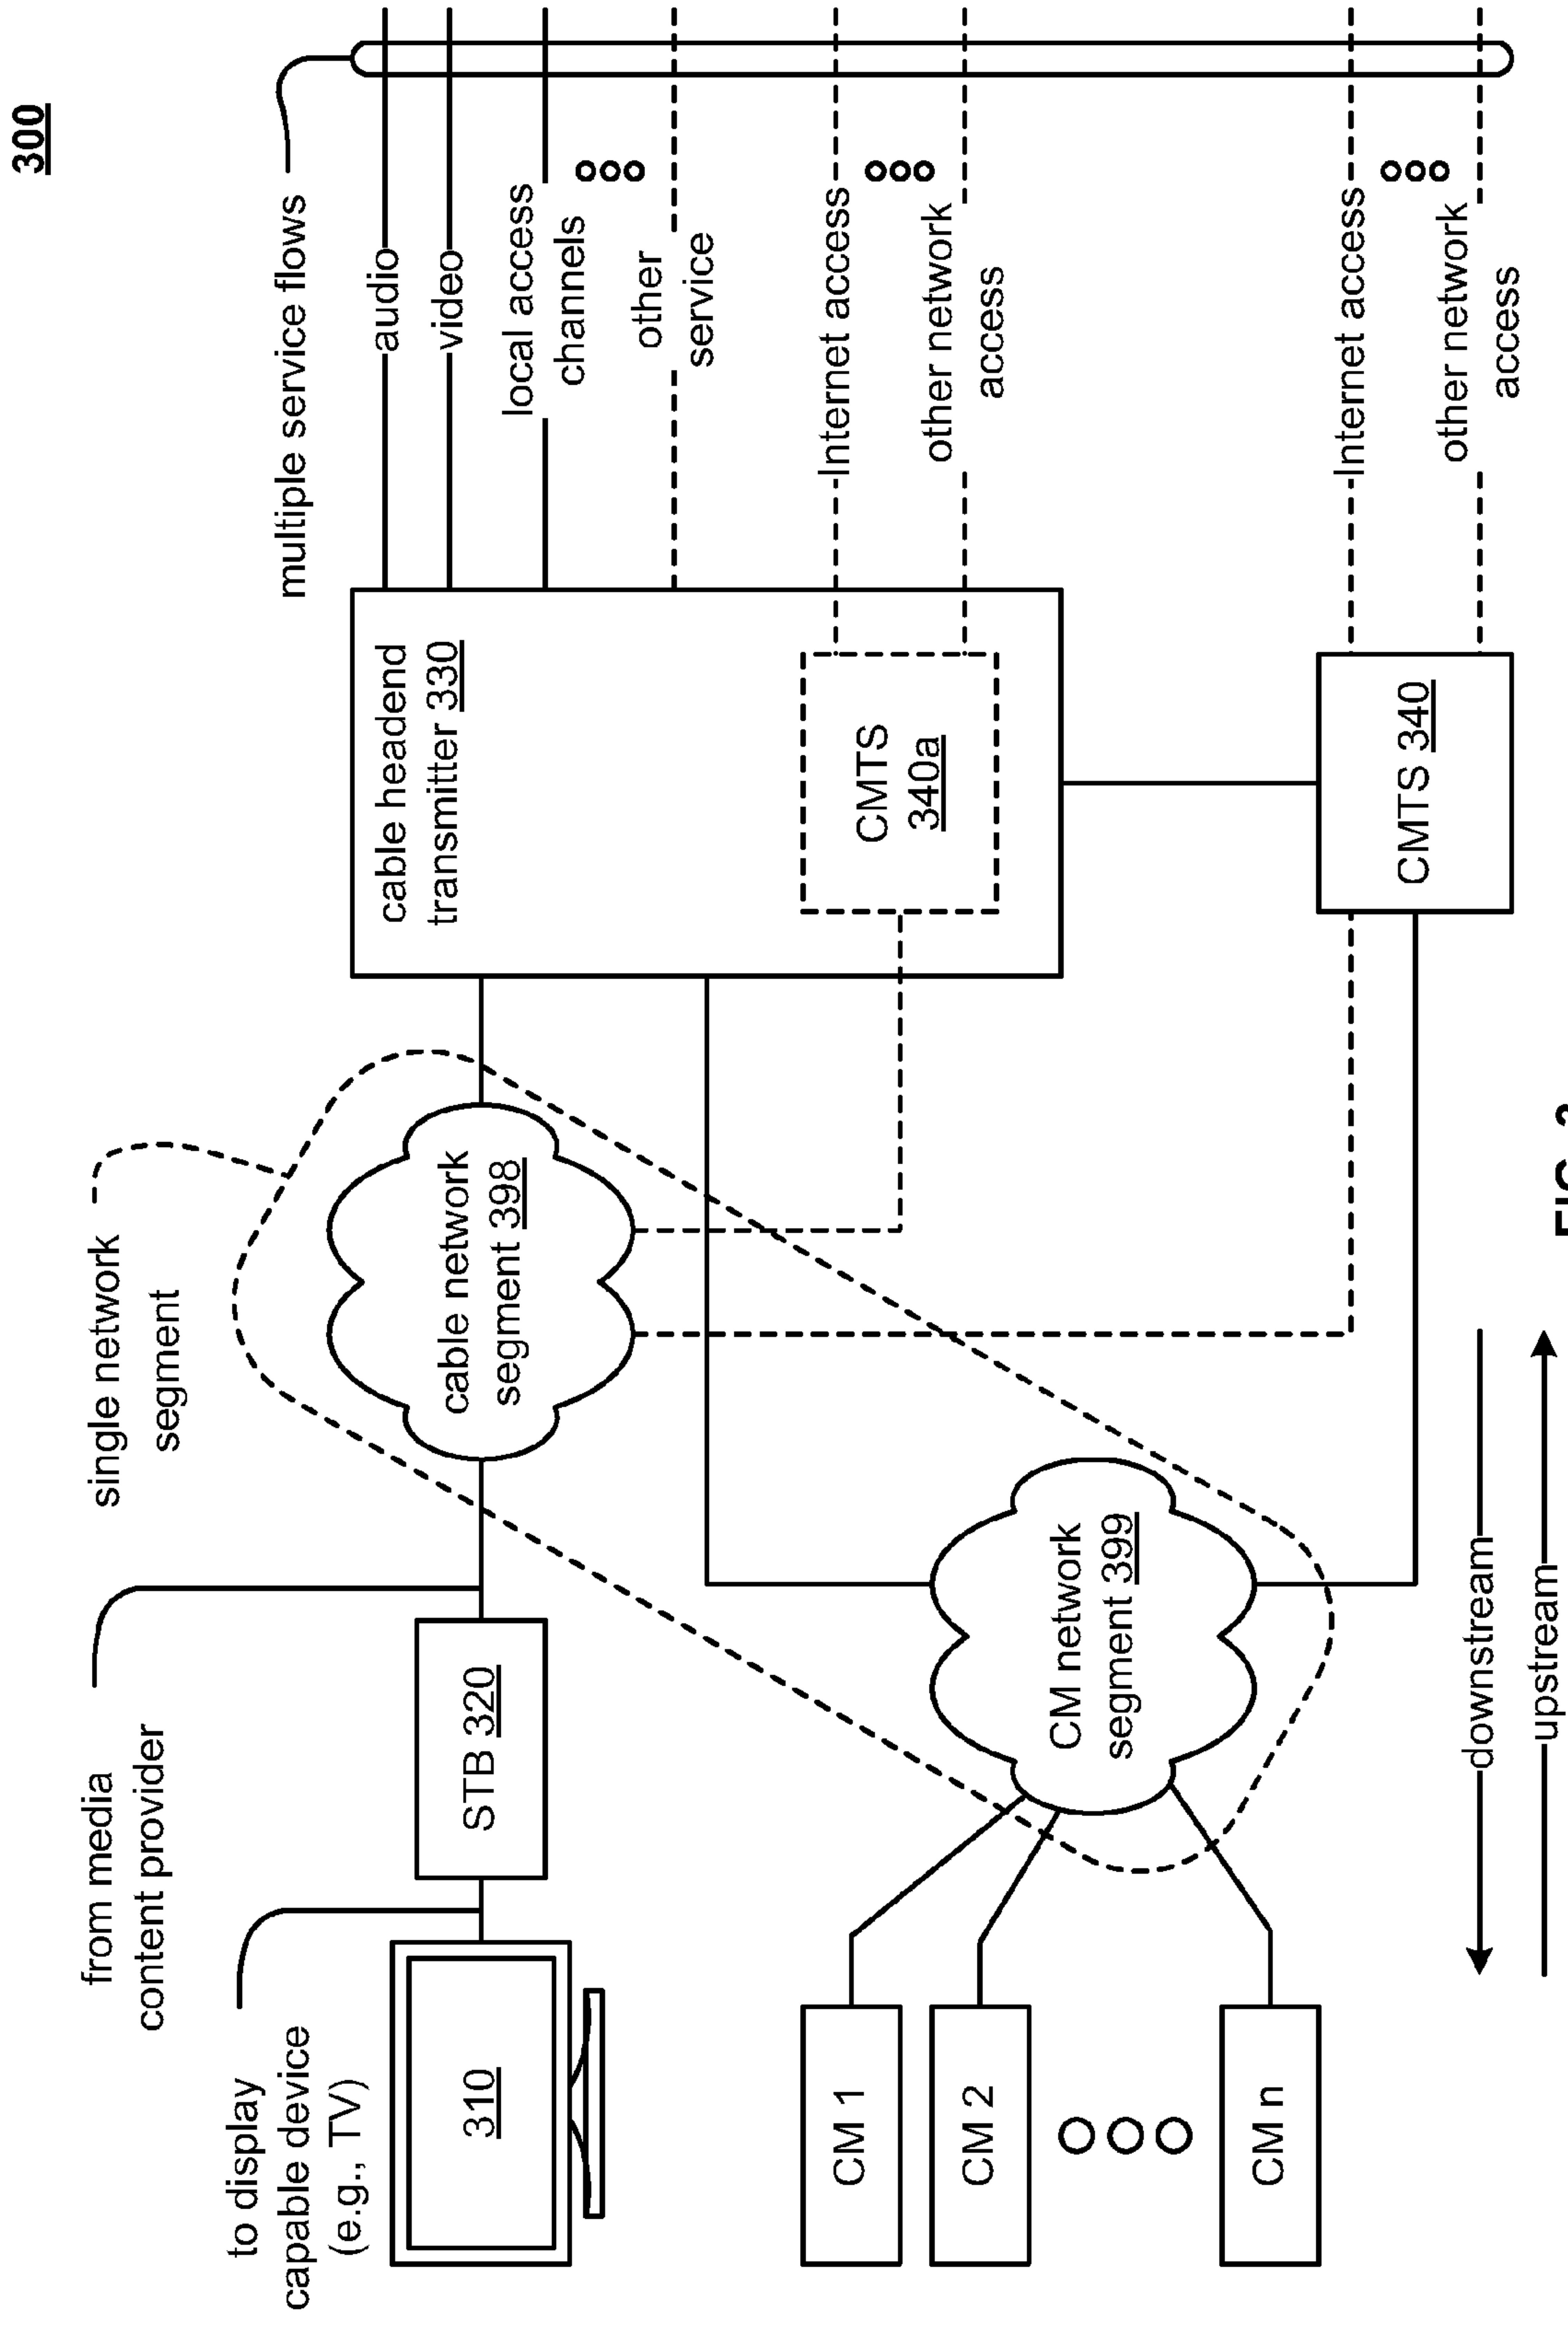 300
multiple service flows
audio
video
local access
channels
other
service
Internet access
other network
access
Internet access
other network
access
cable headend
transmitter 330
CMTS
340a
CMTS 340
single network
segment
cable network
segment 398
CM network
segment 399
from media
content provider
STB 320
to display
capable device
(e.g., TV)
310
CM 1
CM 2
CM n
downstream
upstream
FIG.